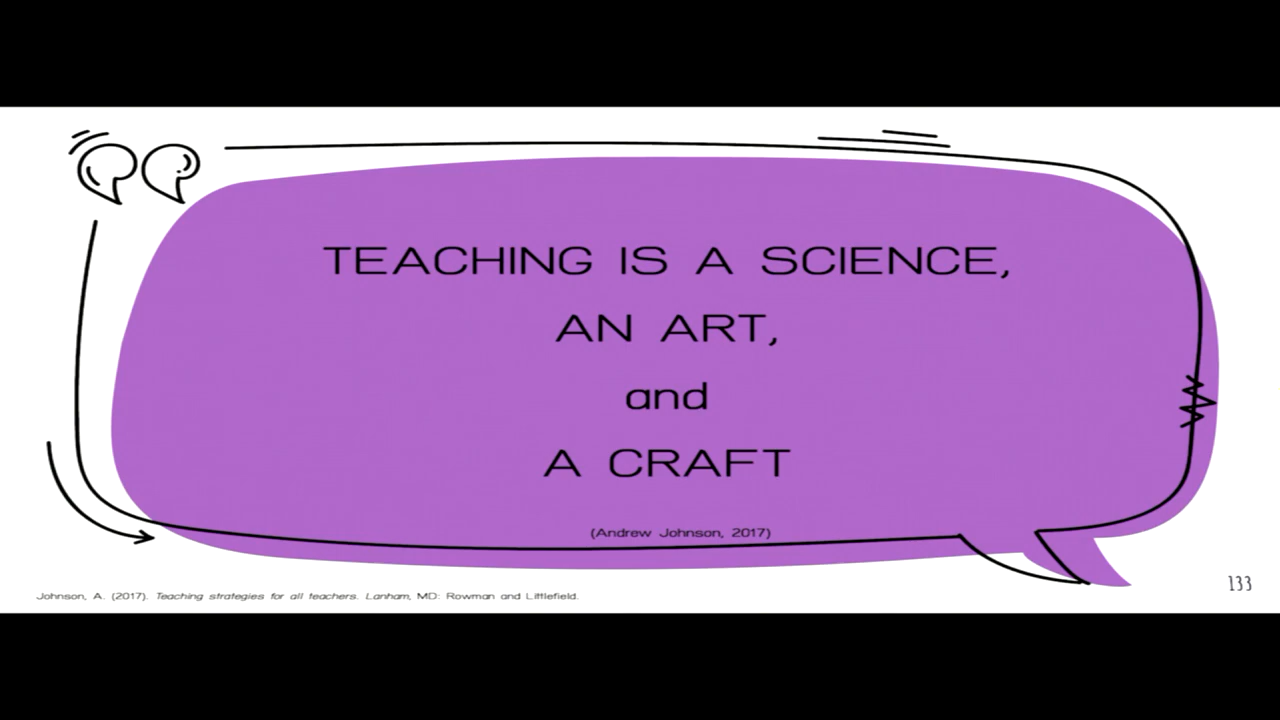 TEACHING IS A SCIENCE,
AN ART,
and
A CRAFT
(Andrew Johnson, 2017)
Johnson, A. (2017). Teaching strategies for all teachers. Lanham, MD: Rowman and Littlefield.
133